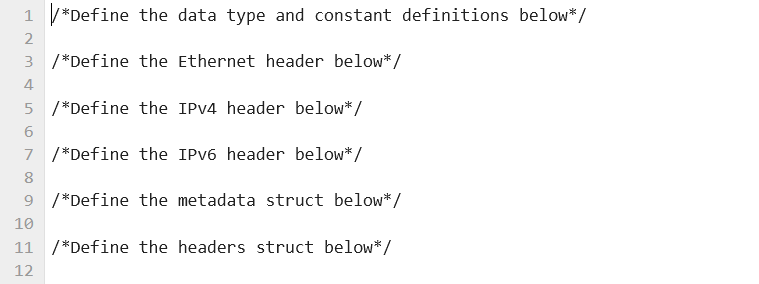 1 /*Define the data type and constant definitions below*/
2
3 /*Define the Ethernet header below*/
4
5 /*Define the IPv4 header below*/
6
7 /*Define the IPv6 header below*/
8
9 /*Define the metadata struct below*/
10
11 /*Define the headers struct below*/
12